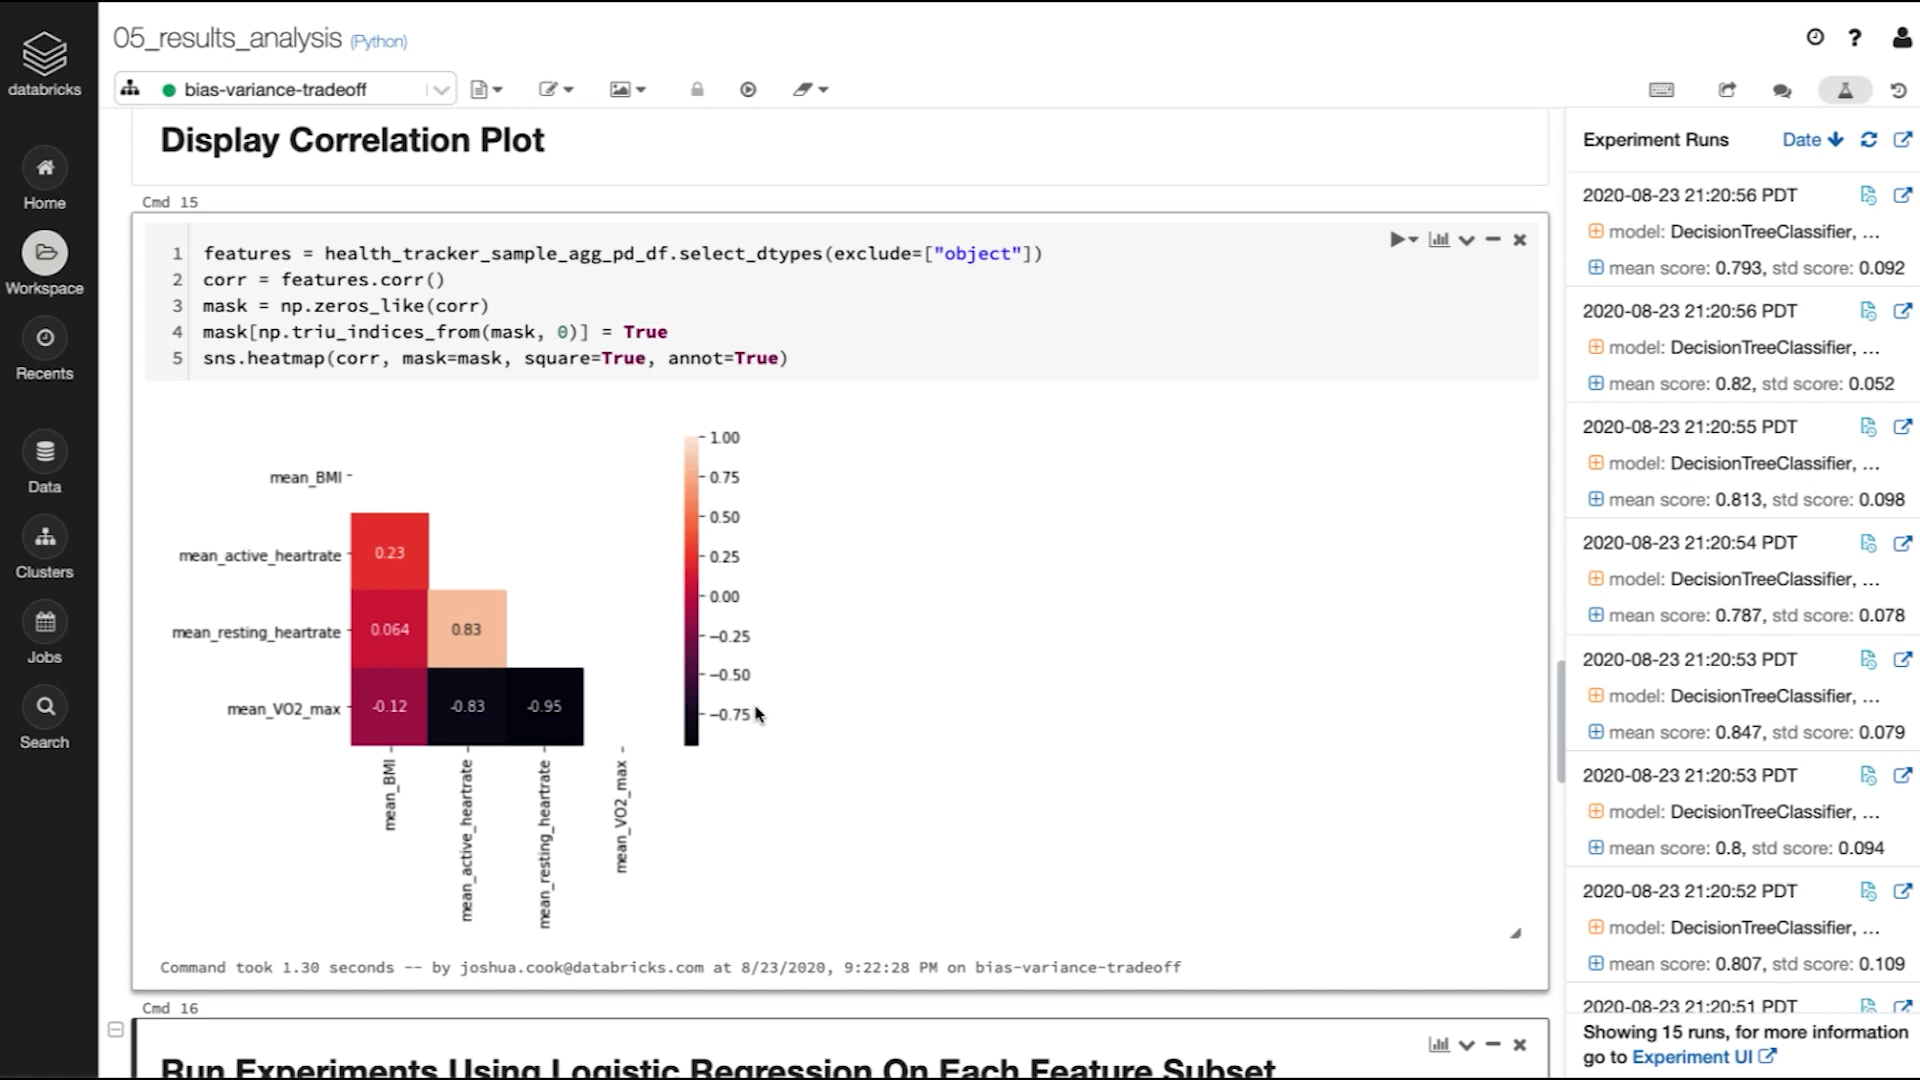 databricks
Home
Workspace
Recents
Data
Clusters
Jobs
Search
05_results_analysis (Python)
bias-variance-tradeoff
?
Display Correlation Plot
Cmd 15
1 features = health_tracker_sample_agg_pd_df.select_dtypes(exclude=["object"])
2 corr = features.corr()
3 mask = np.zeros_like(corr)
4 mask[np.triu_indices_from(mask, 0)] = True
5 sns.heatmap(corr, mask=mask, square=True, annot=True)
mean_BMI
mean_active_heartrate
mean_resting_heartrate
mean_VO2_max
0.23
0.064 0.83
-0.12 -0.83 -0.95
mean_BMI
mean_active_heartrate
mean_resting_heartrate
mean_VO2_max
1.00
0.75
0.50
0.25
0.00
−0.25
−0.50
−0.75
Command took 1.30 seconds -- by joshua.cook@databricks.com at 8/23/2020, 9:22:28 PM on bias-variance-tradeoff
Cmd 16
Run Experiments Using Logistic Regression On Each Feature Subset
Experiment Runs Date
2020-08-23 21:20:56 PDT
model: DecisionTreeClassifier, ...
mean score: 0.793, std score: 0.092
2020-08-23 21:20:56 PDT
model: DecisionTreeClassifier, ...
mean score: 0.82, std score: 0.052
2020-08-23 21:20:55 PDT
model: DecisionTreeClassifier, ...
mean score: 0.813, std score: 0.098
2020-08-23 21:20:54 PDT
model: DecisionTreeClassifier, ...
mean score: 0.787, std score: 0.078
2020-08-23 21:20:53 PDT
model: DecisionTreeClassifier, ...
mean score: 0.847, std score: 0.079
2020-08-23 21:20:53 PDT
model: DecisionTreeClassifier, ...
mean score: 0.8, std score: 0.094
2020-08-23 21:20:52 PDT
model: DecisionTreeClassifier, ...
mean score: 0.807, std score: 0.109
2020-08-23 21:20:51 PDT
Showing 15 runs, for more information
go to Experiment UI